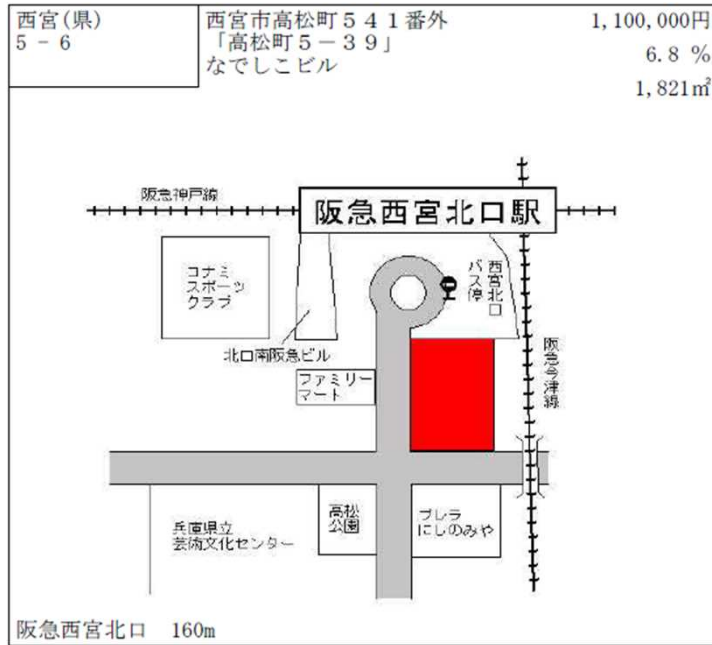 西宮(県)
5 - 6
西宮市高松町５４１番外
「高松町５－３９」
なでしこビル
1,100,000円
6.8 %
1,821㎡
阪急神戸線
阪急西宮北口駅
コナミ
スポーツ
クラブ
西宮北口
バス停
北口南阪急ビル
阪急今津線
ファミリー
マート
兵庫県立
芸術文化センター
高松
公園
プレラ
にしのみや
阪急西宮北口　160m